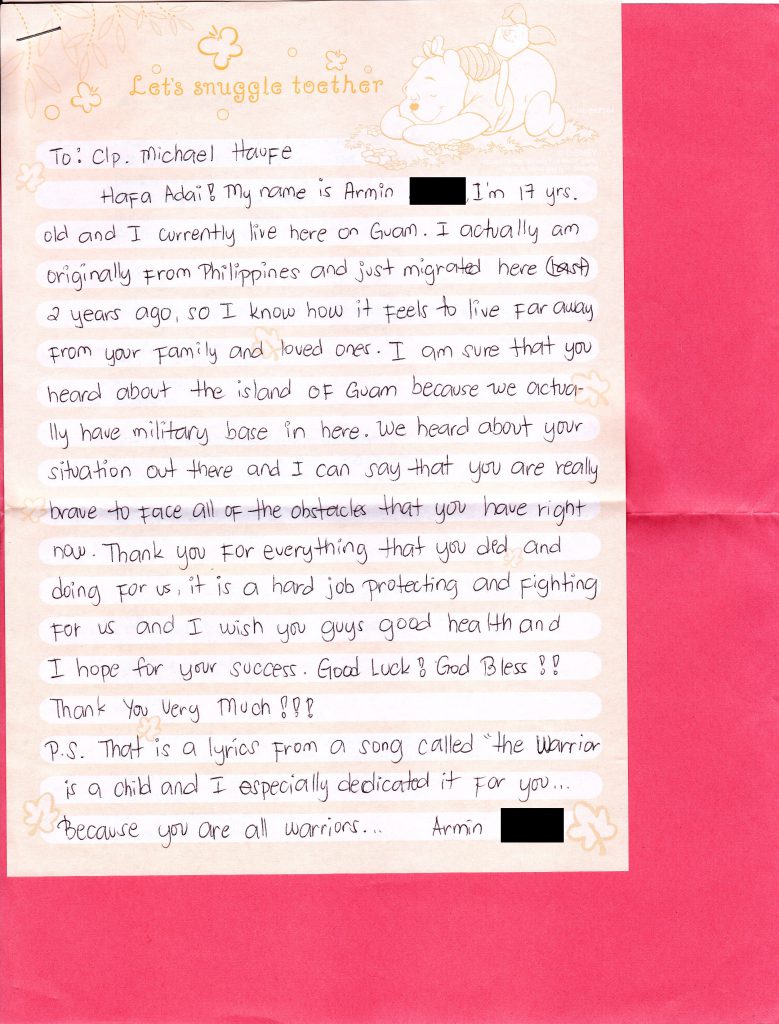 Let's snuggle toether
To: Clp. Michael Haufe
Hafa Adai! My name is Armin , I'm 17 yrs.
old and I currently live here on Guam. I actually am
originally from Philippines and just migrated here
2 years ago, so I know how it feels to live far away
from your family and loved ones. I am sure that you
heard about the island of Guam because we actua-
lly have military base in here. We heard about your
situation out there and I can say that you are really
brave to face all of the obstacles that you have right
now. Thank you for everything that you did and
doing for us, it is a hard job protecting and fighting
for us and I wish you guys good health and
I hope for your success. Good Luck! God Bless!!
Thank You Very Much!!!
P.S. That is a lyrics from a song called "the Warrior
is a child and I especially dedicated it for you...
Because you are all warriors... Armin